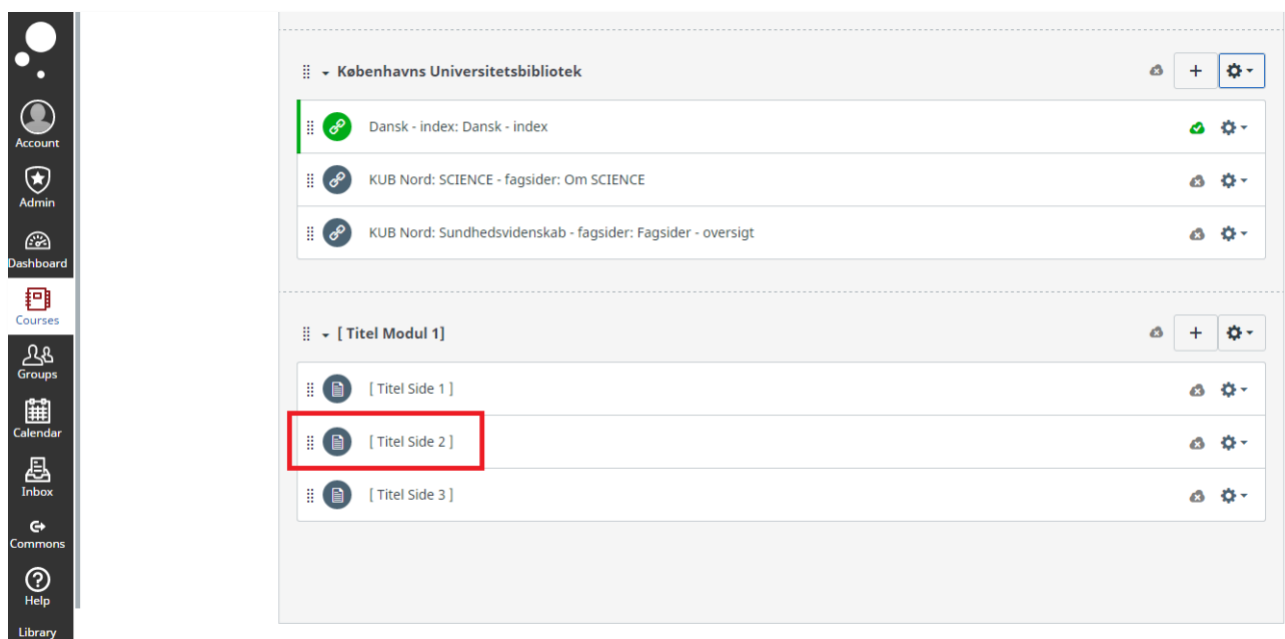 Account
Admin
Dashboard
Courses
Groups
Calendar
Inbox
Commons
Help
Library
Københavns Universitetsbibliotek
Dansk - index: Dansk - index
KUB Nord: SCIENCE - fagsider: Om SCIENCE
KUB Nord: Sundhedsvidenskab - fagsider: Fagsider - oversigt
[ Titel Modul 1]
[ Titel Side 1 ]
[ Titel Side 2 ]
[ Titel Side 3 ]